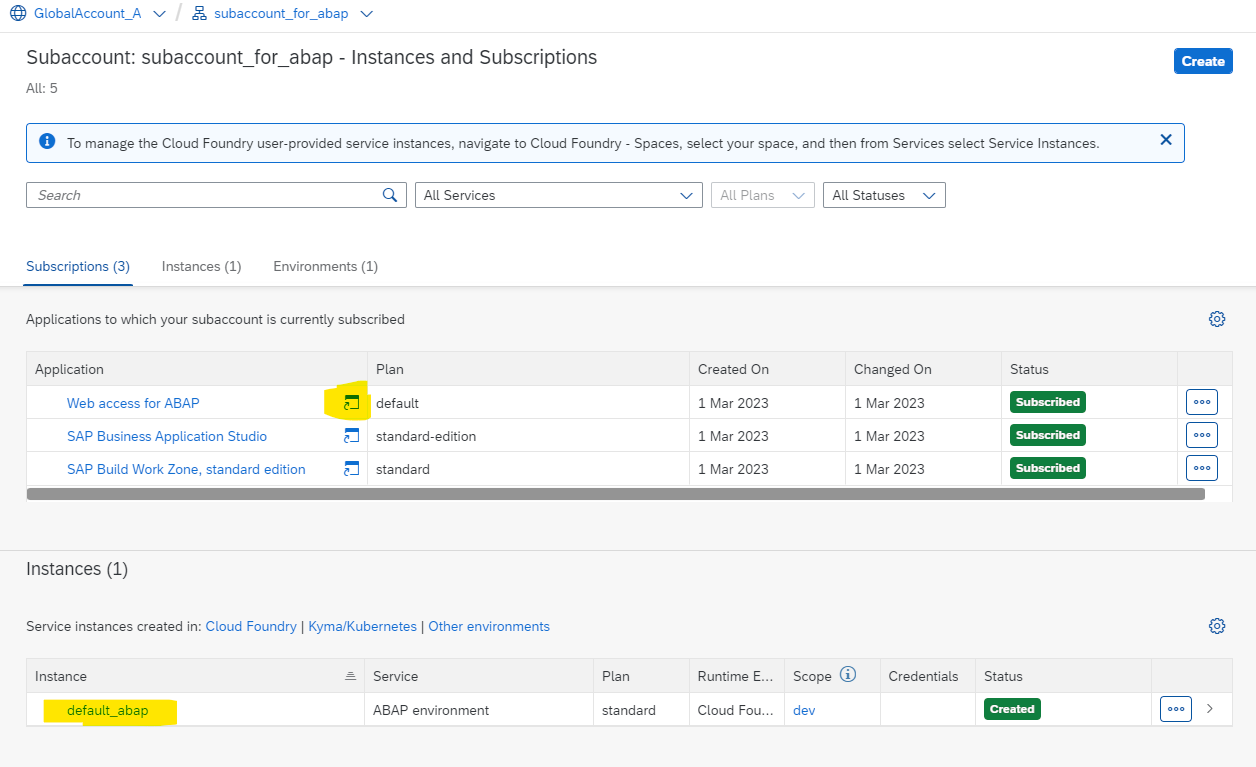 GlobalAccount_A / subaccount_for_abap
Subaccount: subaccount_for_abap - Instances and Subscriptions
Create
All: 5
To manage the Cloud Foundry user-provided service instances, navigate to Cloud Foundry - Spaces, select your space, and then from Services select Service Instances.
Search All Services All Plans All Statuses
Subscriptions (3) Instances (1) Environments (1)
Applications to which your subaccount is currently subscribed
Application Plan Created On Changed On Status
Web access for ABAP default 1 Mar 2023 1 Mar 2023 Subscribed
SAP Business Application Studio standard-edition 1 Mar 2023 1 Mar 2023 Subscribed
SAP Build Work Zone, standard edition standard 1 Mar 2023 1 Mar 2023 Subscribed
Instances (1)
Service instances created in: Cloud Foundry | Kyma/Kubernetes | Other environments
Instance Service Plan Runtime E... Scope Credentials Status
default_abap ABAP environment standard Cloud Fou... dev Created